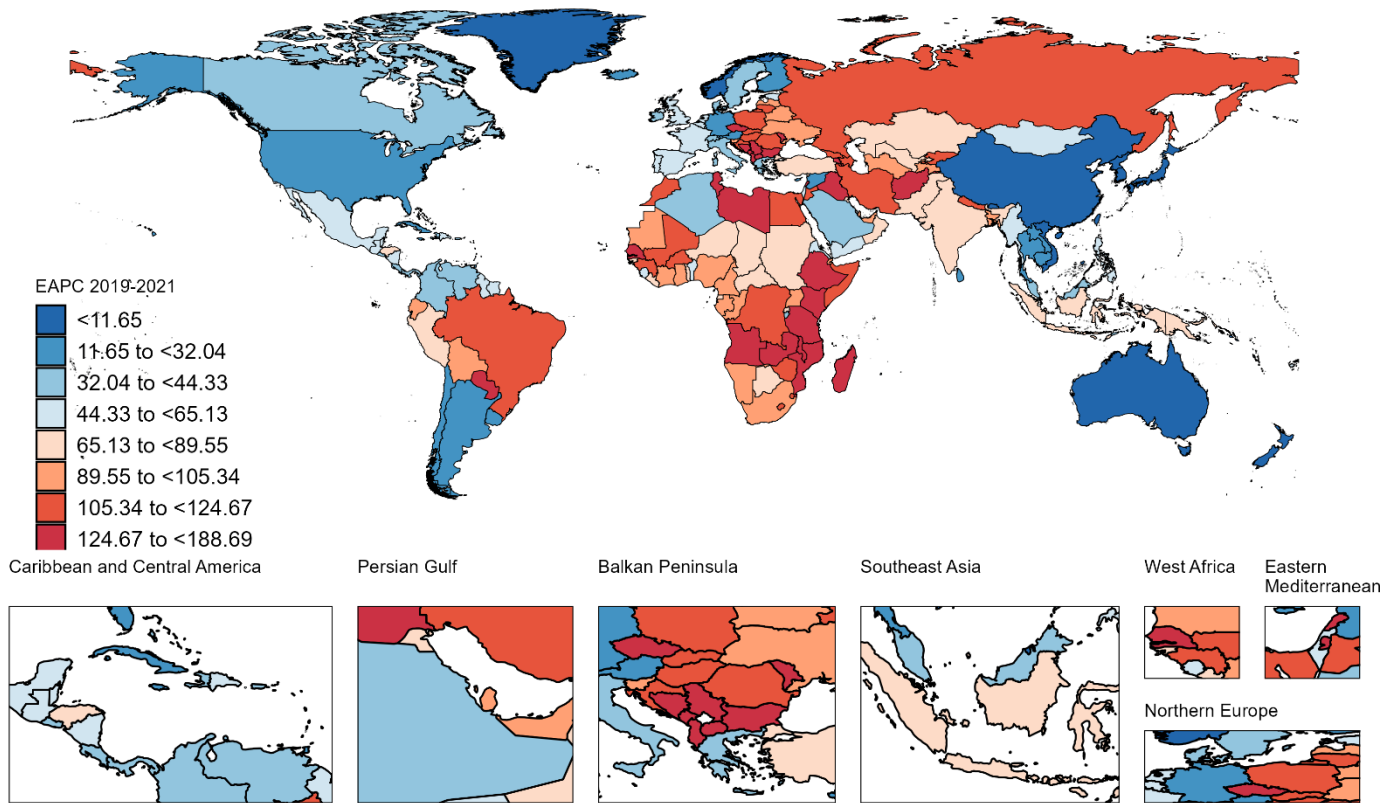 EAPC 2019-2021
<11.65
11.65 to <32.04
32.04 to <44.33
44.33 to <65.13
65.13 to <89.55
89.55 to <105.34
105.34 to <124.67
124.67 to <188.69
Caribbean and Central America
Persian Gulf
Balkan Peninsula
Southeast Asia
West Africa
Eastern
Mediterranean
Northern Europe